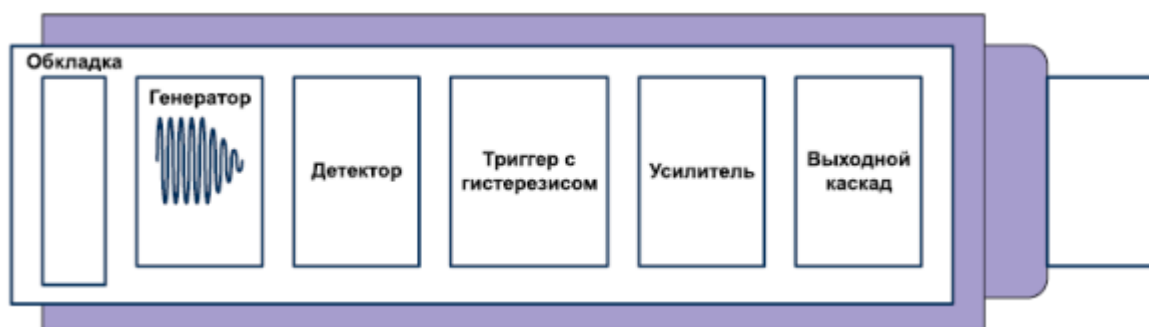 Обкладка
Генератор
Детектор
Триггер с
гистерезисом
Усилитель
Выходной
каскад